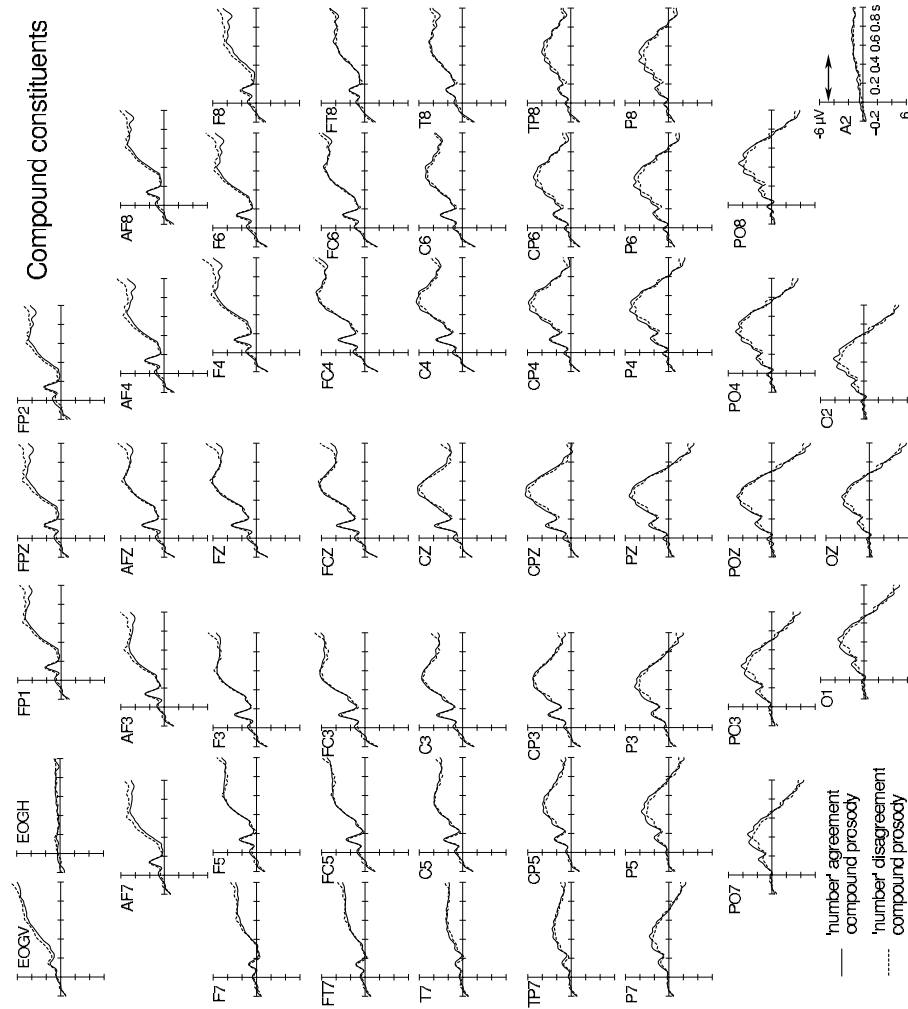 Compound constituents
EOGV
EOGH
FP1
FPZ
FP2
AF7
AF3
AFZ
AF4
AF8
F7
F5
F3
FZ
F4
F6
F8
FT7
FC5
FC3
FCZ
FC4
FC6
FT8
T7
C5
C3
CZ
C4
C6
T8
TP7
CP5
CP3
CPZ
CP4
CP6
TP8
P7
P5
P3
PZ
P4
P6
P8
PO7
PO3
POZ
PO4
PO8
O1
OZ
O2
-6 µV
A2
−0.2 0.2 0.4 0.6 0.8 s
6
'number' agreement
compound prosody
'number' disagreement
compound prosody